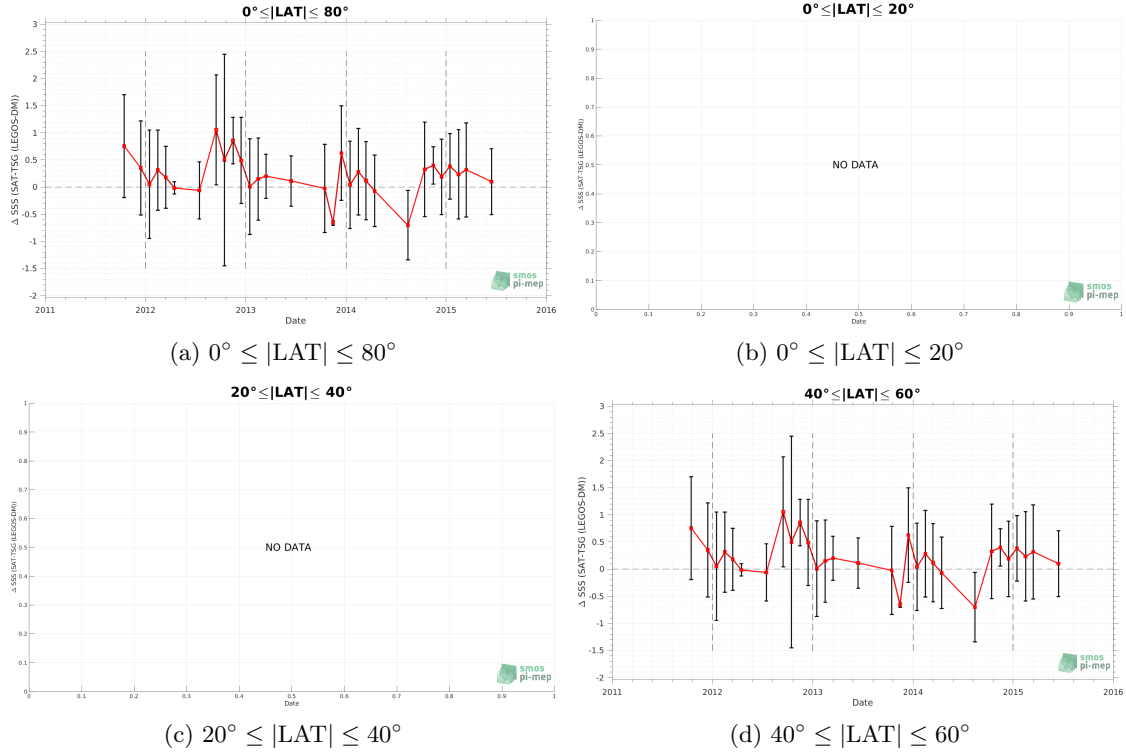 0°≤|LAT|≤ 80°
Δ SSS (SAT-TSG (LEGOS-DM))
3
2.5
2
1.5
1
0.5
0
-0.5
-1
-1.5
-2
2011 2012 2013 2014 2015 2016
Date
smos
pi-mep
(a) 0° ≤ |LAT| ≤ 80°
0°≤|LAT|≤ 20°
Δ SSS (SAT-TSG (LEGOS-DM))
1
0.9
0.8
0.7
0.6
0.5
0.4
0.3
0.2
0.1
0
NO DATA
0 0.1 0.2 0.3 0.4 0.5 0.6 0.7 0.8 0.9 1
Date
smos
pi-mep
(b) 0° ≤ |LAT| ≤ 20°
20°≤|LAT|≤ 40°
Δ SSS (SAT-TSG (LEGOS-DM))
1
0.9
0.8
0.7
0.6
0.5
0.4
0.3
0.2
0.1
0
NO DATA
0 0.1 0.2 0.3 0.4 0.5 0.6 0.7 0.8 0.9 1
Date
smos
pi-mep
(c) 20° ≤ |LAT| ≤ 40°
40°≤|LAT|≤ 60°
Δ SSS (SAT-TSG (LEGOS-DM))
3
2.5
2
1.5
1
0.5
0
-0.5
-1
-1.5
-2
2011 2012 2013 2014 2015 2016
Date
smos
pi-mep
(d) 40° ≤ |LAT| ≤ 60°